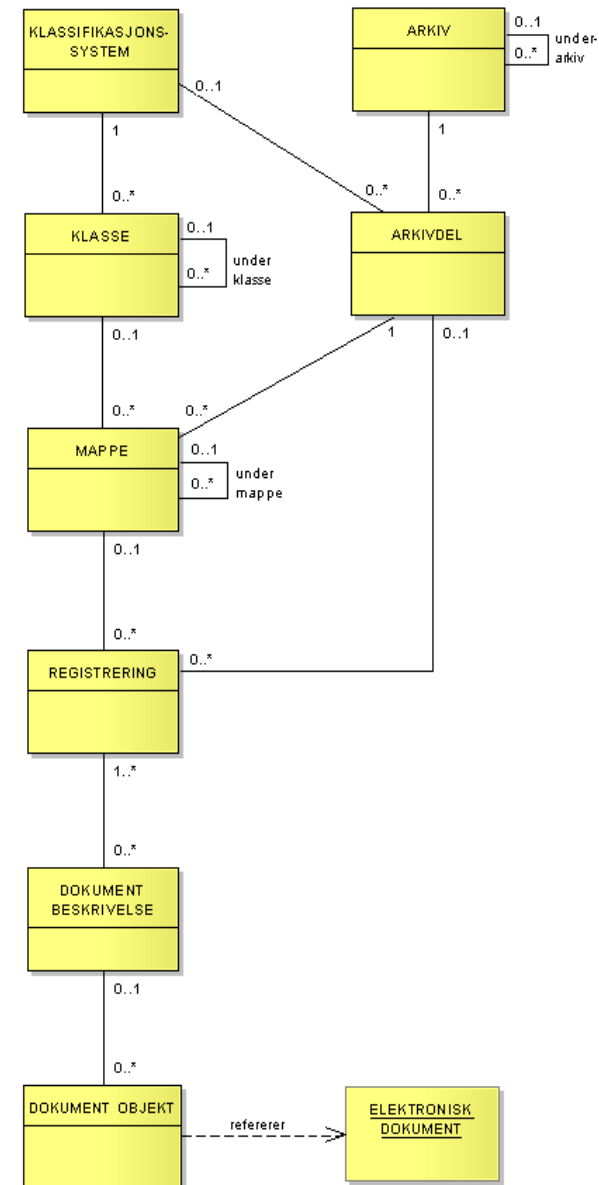 KLASSIFIKASJONS-
SYSTEM
ARKIV
0..1
0..*
under-
arkiv
0..1
1
1
0..*
0..*
0..*
KLASSE
0..1
0..*
under
klasse
ARKIVDEL
0..1
1
0..1
0..*
0..*
MAPPE
0..1
0..*
under
mappe
0..1
0..*
REGISTRERING
0..*
1..*
0..*
DOKUMENT
BESKRIVELSE
0..1
0..*
DOKUMENT OBJEKT
refererer
ELEKTRONISK
DOKUMENT